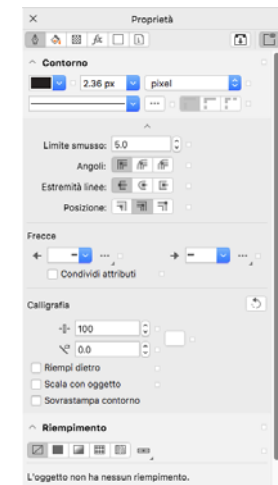 Proprietà
Contorno
2.36 px pixel
Limite smusso: 5.0
Angoli:
Estremità linee:
Posizione:
Frecce
Condividi attributi
Calligrafia
100
0.0
Riempi dietro
Scala con oggetto
Sovrastampa contorno
Riempimento
L'oggetto non ha nessun riempimento.